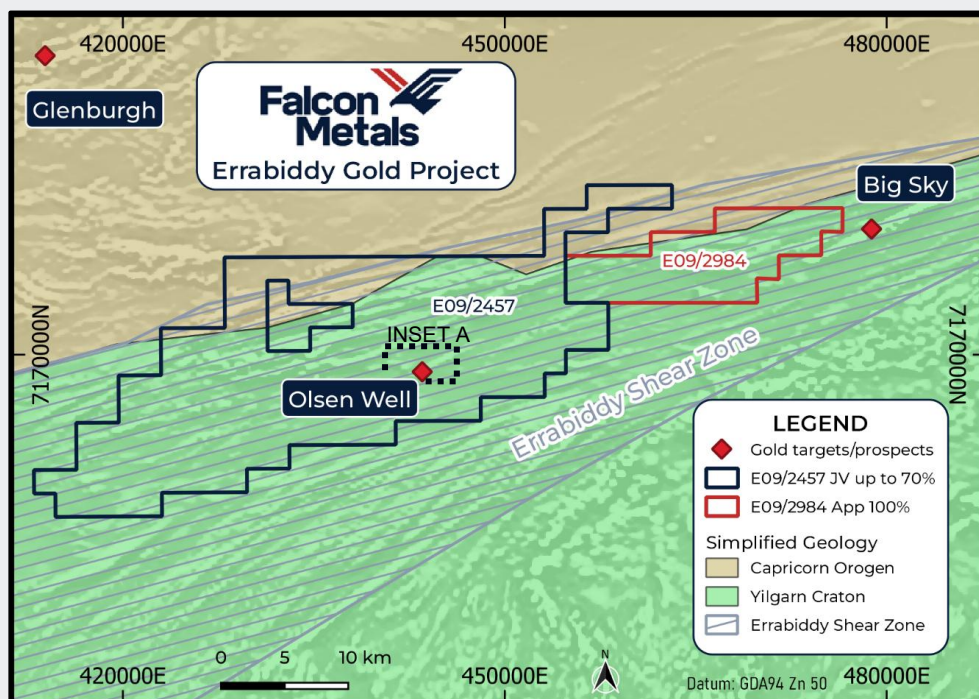 420000E
450000E
480000E
Glenburgh
Falcon
Metals
Errabiddy Gold Project
Big Sky
E09/2984
E09/2457
INSET A
7170000N
7170000N
Olsen Well
Errabiddy Shear Zone
LEGEND
Gold targets/prospects
E09/2457 JV up to 70%
E09/2984 App 100%
Simplified Geology
Capricorn Orogen
Yilgarn Craton
Errabiddy Shear Zone
0 5 10 km
N
Datum: GDA94 Zn 50
420000E
450000E
480000E